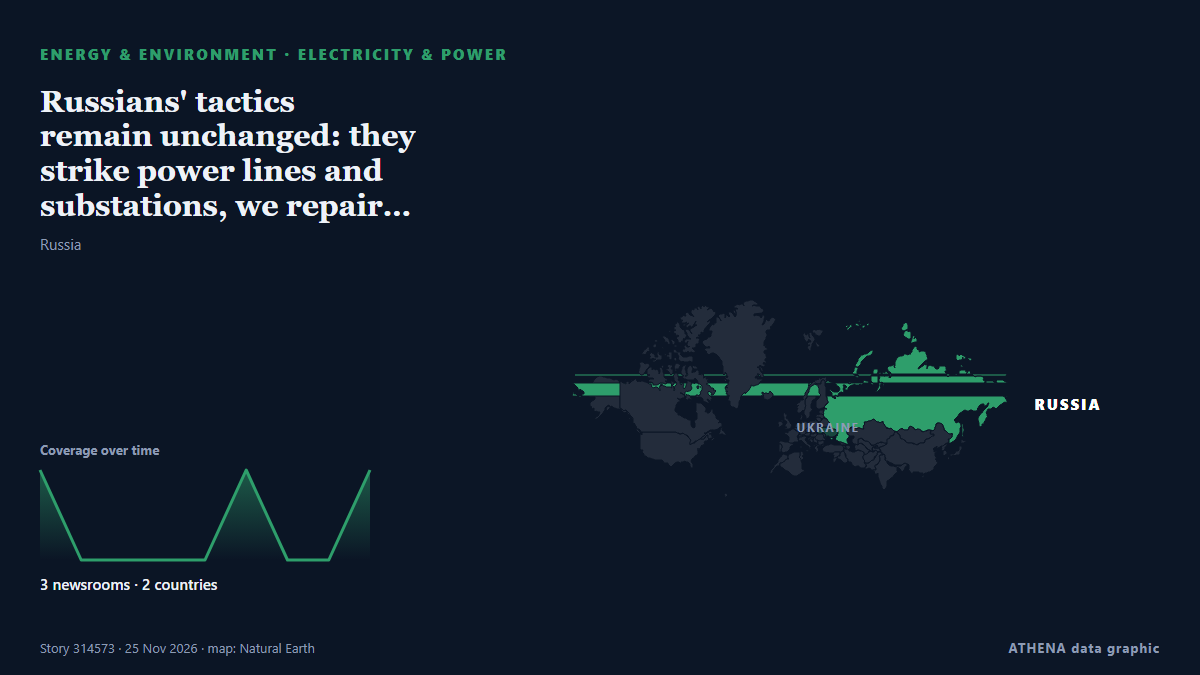 ENERGY & ENVIRONMENT · ELECTRICITY & POWER
Russians' tactics
remain unchanged: they
strike power lines and
substations, we repair...
Russia
UKRAINE
RUSSIA
Coverage over time
3 newsrooms · 2 countries
Story 314573 · 25 Nov 2026 · map: Natural Earth
ATHENA data graphic